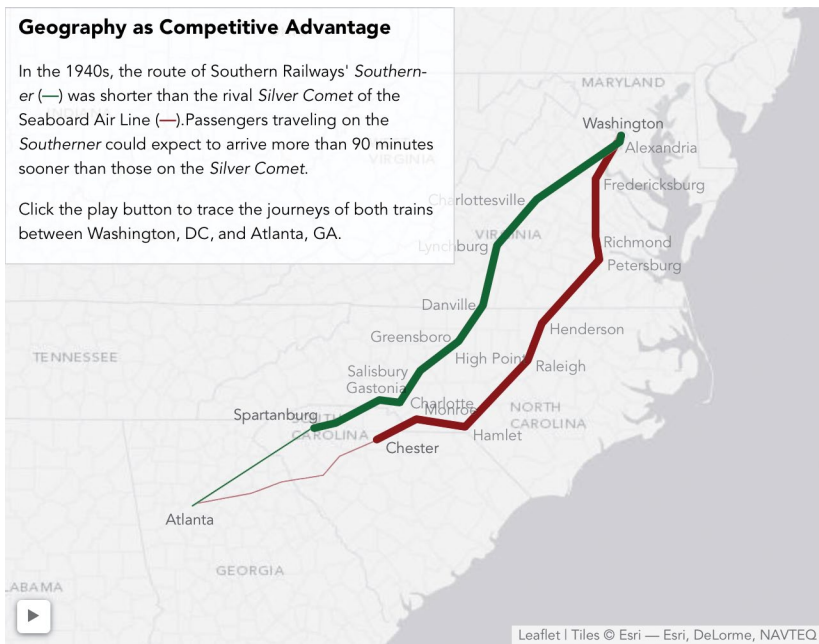 Geography as Competitive Advantage
In the 1940s, the route of Southern Railways' Southern-
er (—) was shorter than the rival Silver Comet of the
Seaboard Air Line (—).Passengers traveling on the
Southerner could expect to arrive more than 90 minutes
sooner than those on the Silver Comet.
Click the play button to trace the journeys of both trains
between Washington, DC, and Atlanta, GA.
MARYLAND
Washington
Alexandria
VIRGINIA
Fredericksburg
Charlottesville
VIRGINIA
Lynchburg
Richmond
Petersburg
Danville
Henderson
Greensboro
TENNESSEE
High Point
Raleigh
Salisbury
Gastonia
Charlotte
Monroe
NORTH
CAROLINA
Spartanburg
SOUTH
CAROLINA
Hamlet
Chester
Atlanta
GEORGIA
LABAMA
Leaflet | Tiles © Esri — Esri, DeLorme, NAVTEQ